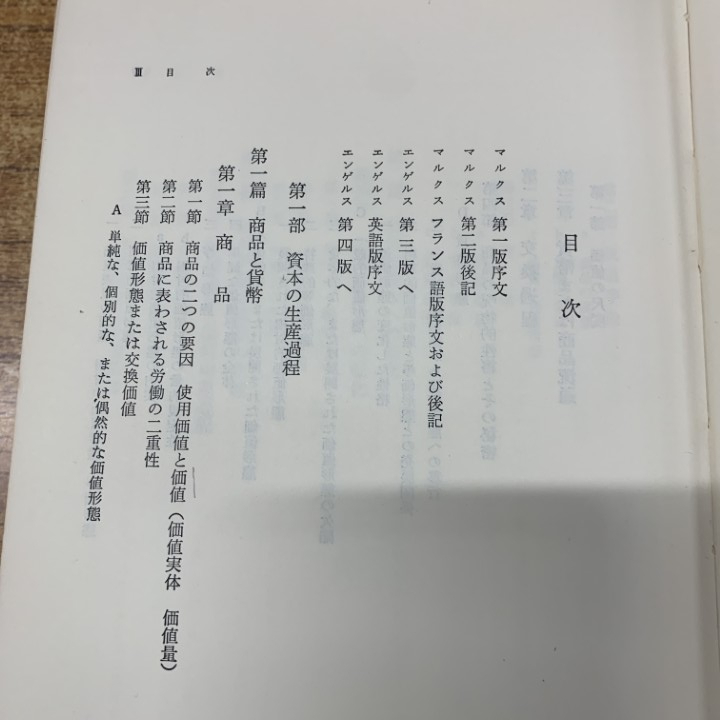 Ⅲ 目 次
目 次
マルクス 第一版序文
マルクス 第二版後記
マルクス フランス語版序文および後記
エンゲルス 第三版へ
エンゲルス 英語版序文
エンゲルス 第四版へ
第一部 資本の生産過程
第一篇 商品と貨幣
第一章 商 品
第一節 商品の二つの要因 使用価値と価値(価値実体 価値量)
第二節 商品に表わされる労働の二重性
第三節 価値形態または交換価値
A 単純な、個別的な、または偶然的な価値形態